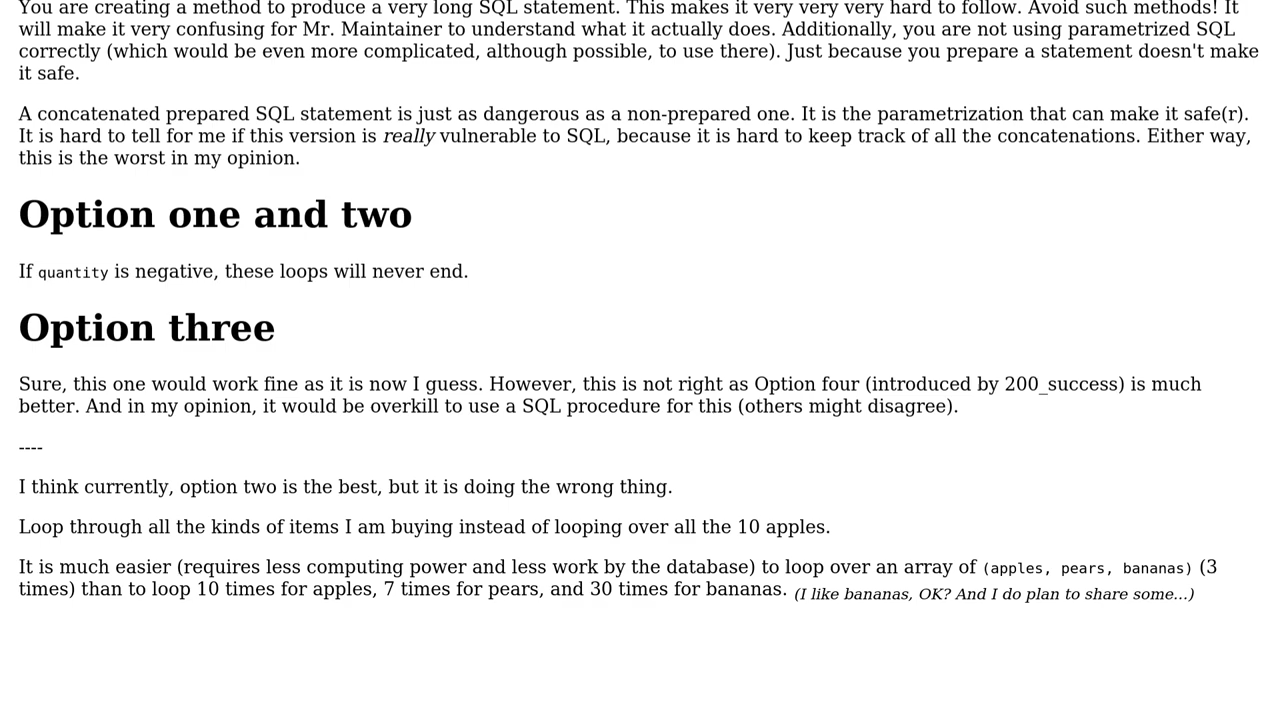 You are creating a method to produce a very long SQL statement. This makes it very very very hard to follow. Avoid such methods! It
will make it very confusing for Mr. Maintainer to understand what it actually does. Additionally, you are not using parametrized SQL
correctly (which would be even more complicated, although possible, to use there). Just because you prepare a statement doesn't make
it safe.
A concatenated prepared SQL statement is just as dangerous as a non-prepared one. It is the parametrization that can make it safe(r).
It is hard to tell for me if this version is really vulnerable to SQL, because it is hard to keep track of all the concatenations. Either way,
this is the worst in my opinion.
Option one and two
If quantity is negative, these loops will never end.
Option three
Sure, this one would work fine as it is now I guess. However, this is not right as Option four (introduced by 200_success) is much
better. And in my opinion, it would be overkill to use a SQL procedure for this (others might disagree).
----
I think currently, option two is the best, but it is doing the wrong thing.
Loop through all the kinds of items I am buying instead of looping over all the 10 apples.
It is much easier (requires less computing power and less work by the database) to loop over an array of (apples, pears, bananas) (3
times) than to loop 10 times for apples, 7 times for pears, and 30 times for bananas. (I like bananas, OK? And I do plan to share some...)